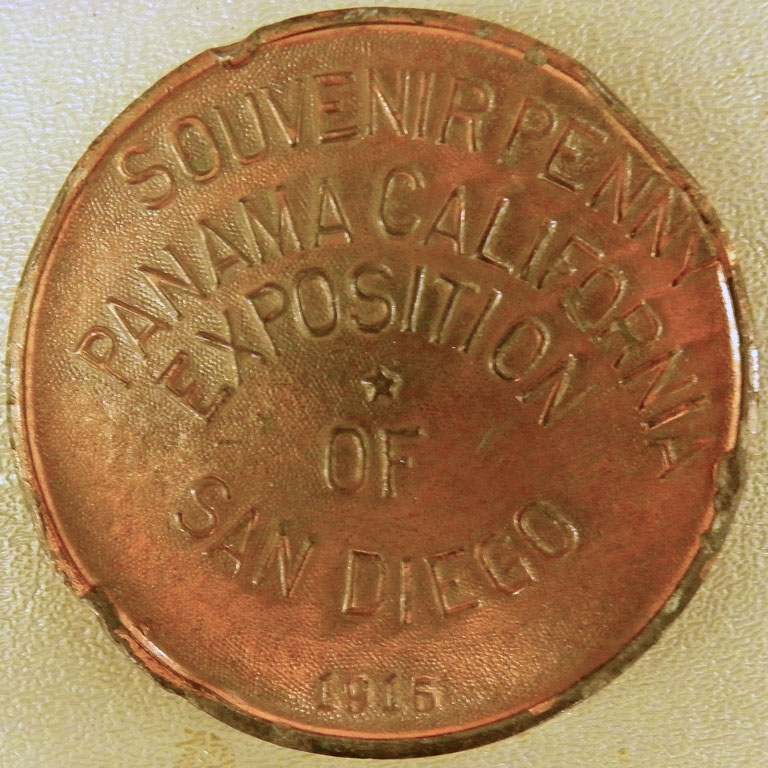 SOUVENIR PENNY
PANAMA CALIFORNIA
EXPOSITION
OF
SAN DIEGO
1915